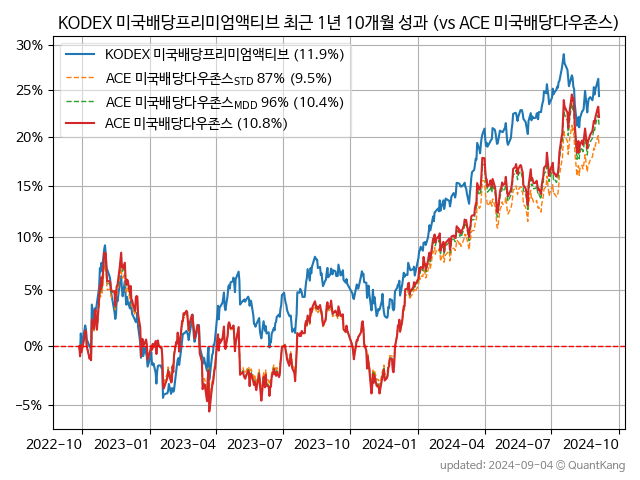 KODEX 미국배당프리미엄액티브 최근 1년 10개월 성과 (vs ACE 미국배당다우존스)
30%
25%
20%
15%
10%
5%
0%
−5%
KODEX 미국배당프리미엄액티브 (11.9%)
ACE 미국배당다우존스STD 87% (9.5%)
ACE 미국배당다우존스MDD 96% (10.4%)
ACE 미국배당다우존스 (10.8%)
2022-10 2023-01 2023-04 2023-07 2023-10 2024-01 2024-04 2024-07 2024-10
updated: 2024-09-04 © QuantKang